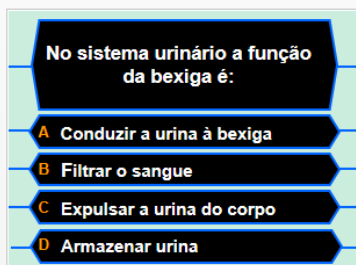 No sistema urinário a função
da bexiga é:
A Conduzir a urina à bexiga
B Filtrar o sangue
C Expulsar a urina do corpo
D Armazenar urina